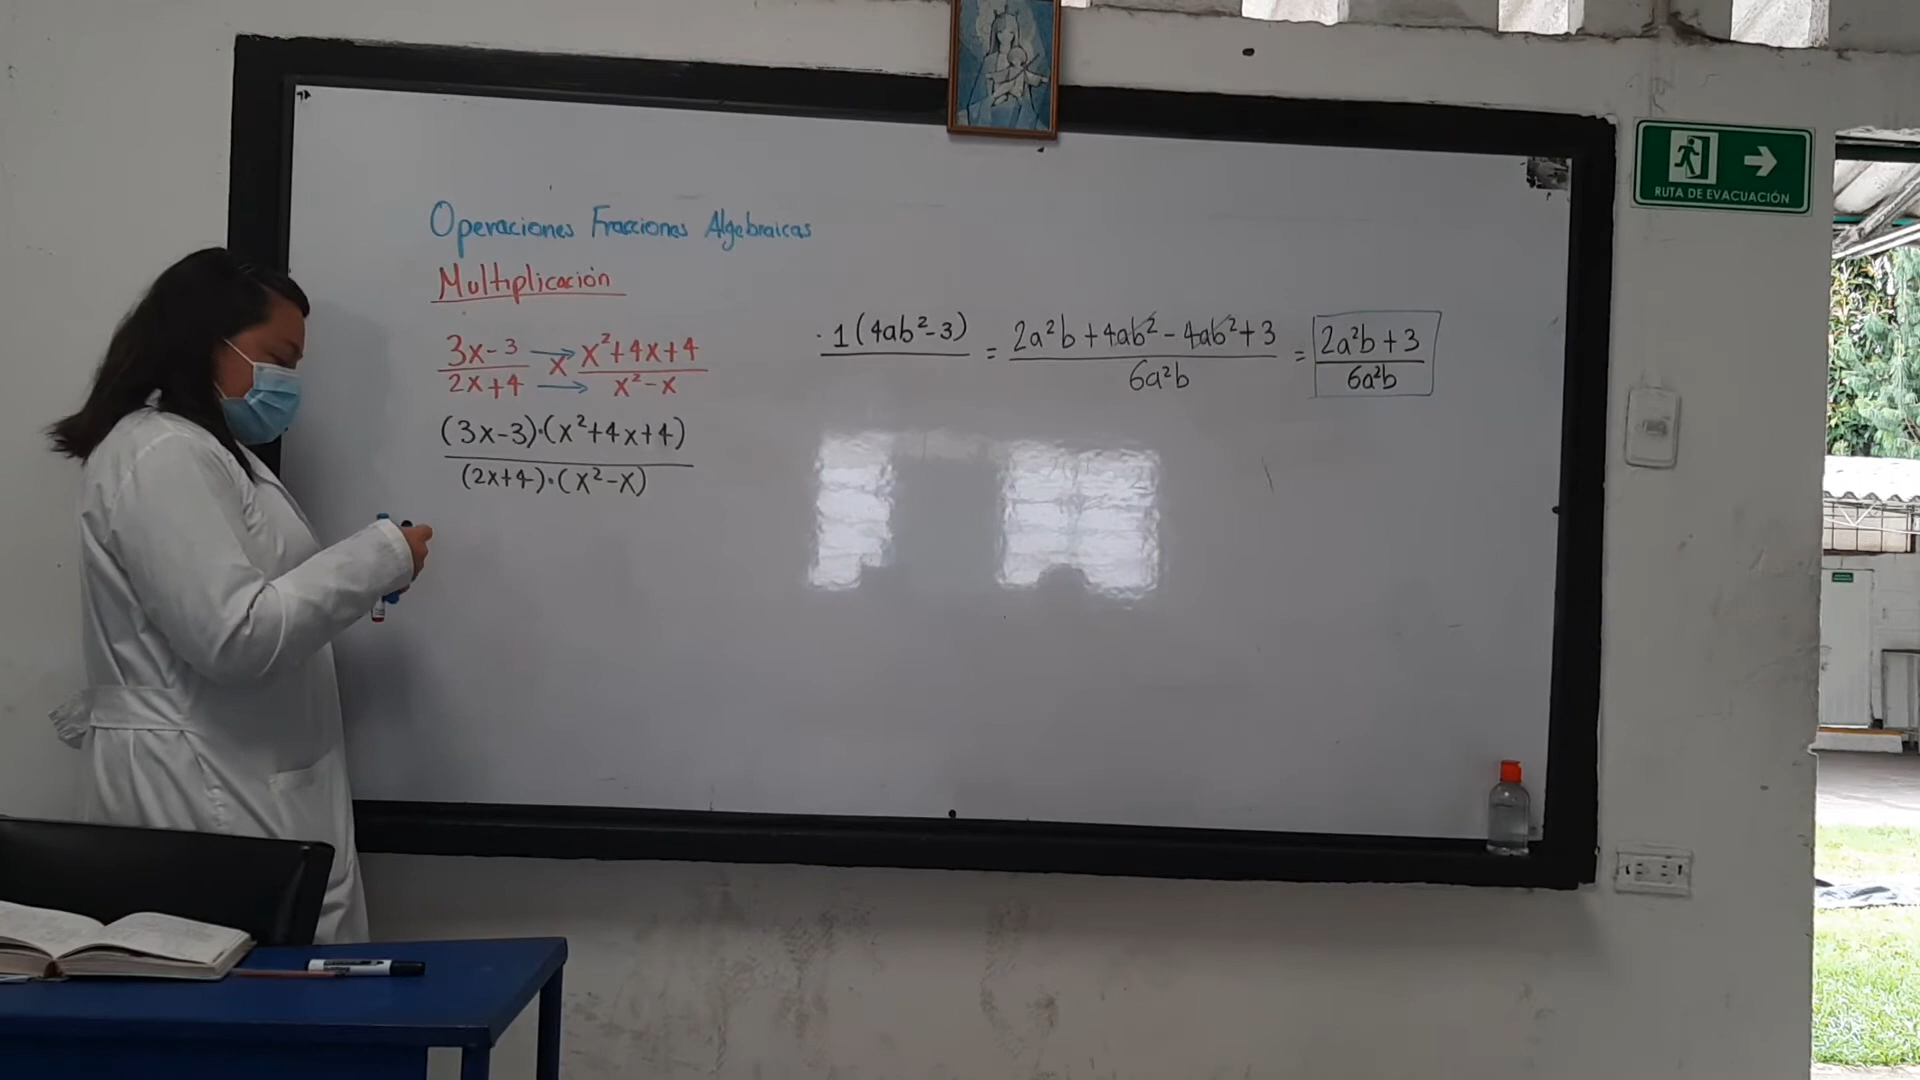 Operaciones Fracciones Algebraicas
Multiplicación
3x-3 → x x²+4x+4
2x+4 → x²-x
(3x-3)·(x²+4x+4)
(2x+4)·(x²-x)
· 1(4ab²-3) = 2a²b+4ab²-4ab²+3 = 2a²b+3
6a²b 6a²b
RUTA DE EVACUACIÓN